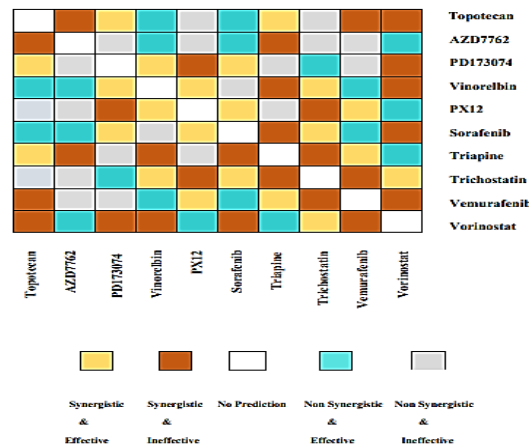 Topotecan
AZD7762
PD173074
Vinorelbin
PX12
Sorafenib
Triapine
Trichostatin
Vemurafenib
Vorinostat
Topotecan
AZD7762
PD173074
Vinorelbin
PX12
Sorafenib
Triapine
Trichostatin
Vemurafenib
Vorinostat
Synergistic Synergistic No Prediction Non Synergistic Non Synergistic
& & & &
Effective Ineffective Effective Ineffective